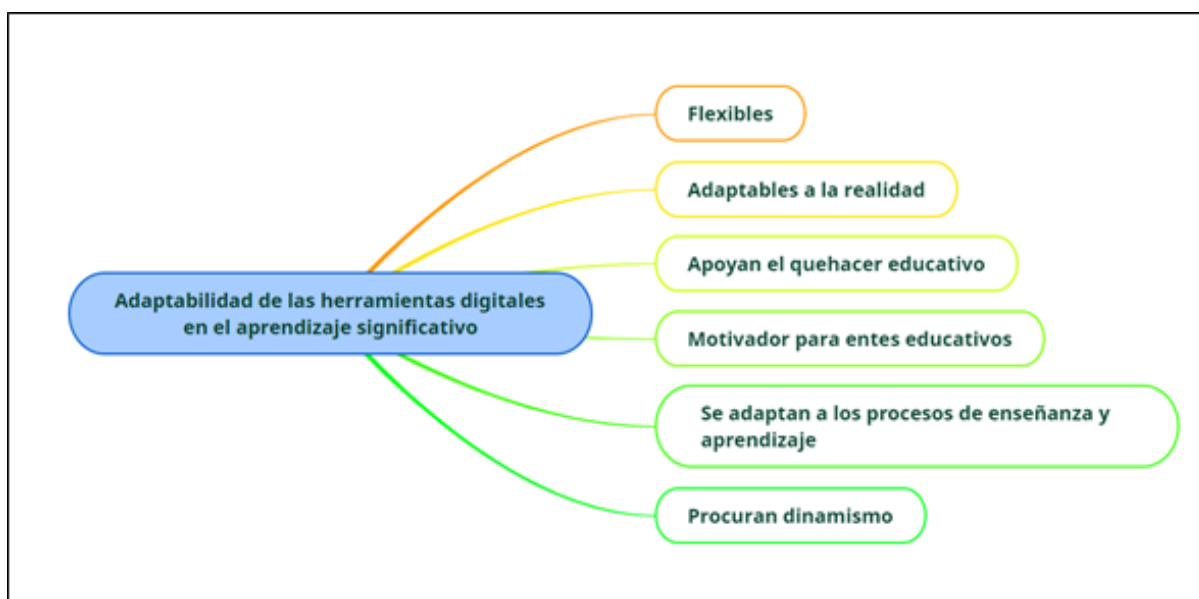 Flexibles
Adaptables a la realidad
Apoyan el quehacer educativo
Adaptabilidad de las herramientas digitales
en el aprendizaje significativo
Motivador para entes educativos
Se adaptan a los procesos de enseñanza y
aprendizaje
Procuran dinamismo